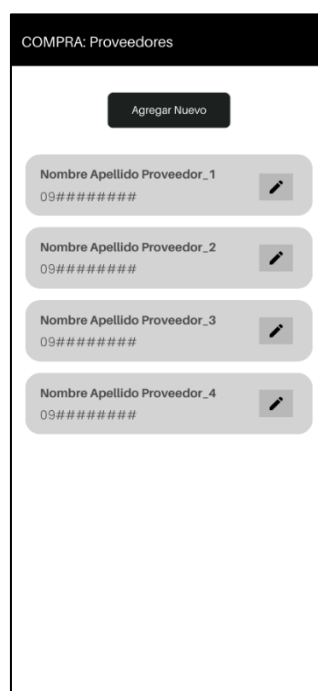 COMPRA: Proveedores
Agregar Nuevo
Nombre Apellido Proveedor_1
09########
Nombre Apellido Proveedor_2
09########
Nombre Apellido Proveedor_3
09########
Nombre Apellido Proveedor_4
09########